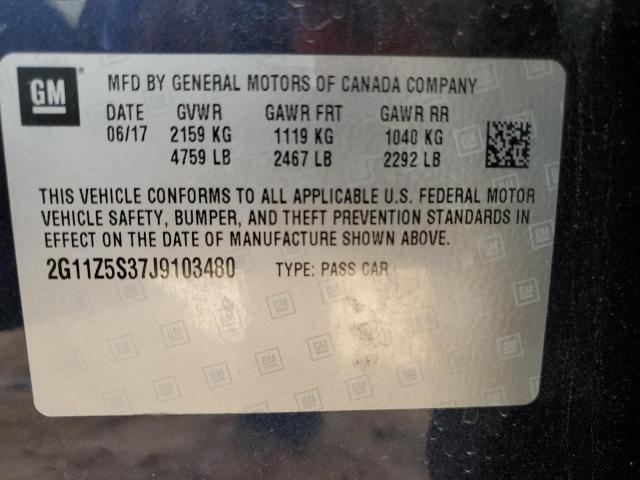 GM ® MFD BY GENERAL MOTORS OF CANADA COMPANY
DATE GVWR GAWR FRT GAWR RR
06/17 2159 KG 1119 KG 1040 KG
4759 LB 2467 LB 2292 LB
THIS VEHICLE CONFORMS TO ALL APPLICABLE U.S. FEDERAL MOTOR
VEHICLE SAFETY, BUMPER, AND THEFT PREVENTION STANDARDS IN
EFFECT ON THE DATE OF MANUFACTURE SHOWN ABOVE.
2G11Z5S37J9103480 TYPE: PASS CAR